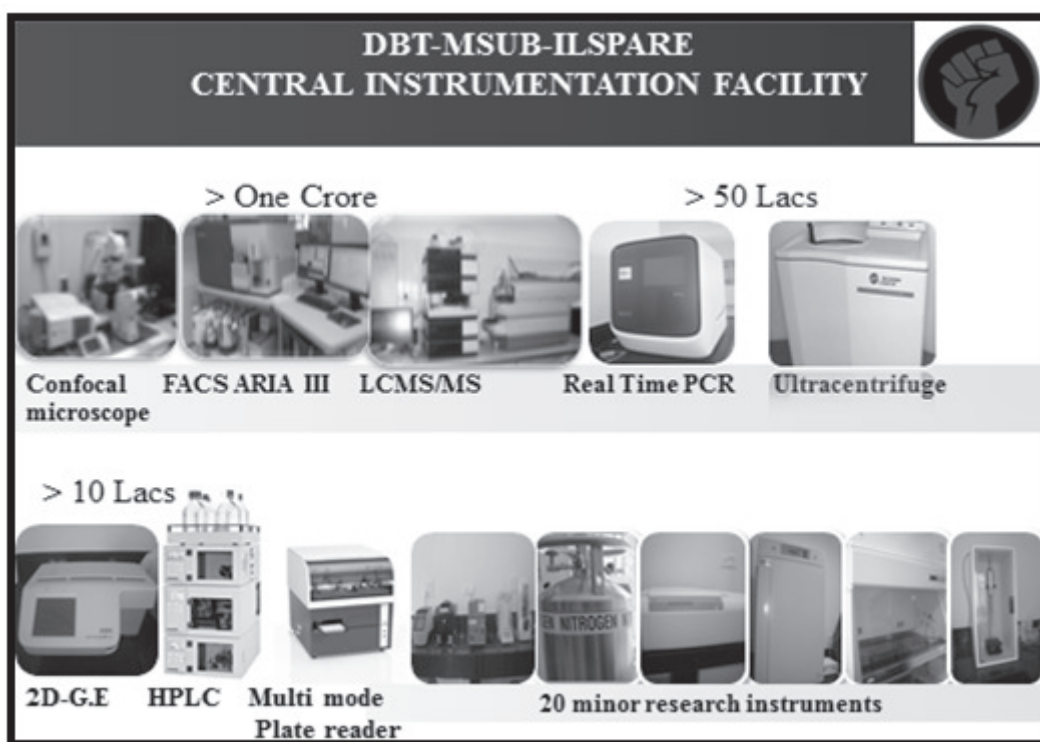 DBT-MSUB-ILSPARE
CENTRAL INSTRUMENTATION FACILITY
> One Crore
> 50 Lacs
Confocal
microscope
FACS ARIA III
LCMS/MS
Real Time PCR
Ultracentrifuge
> 10 Lacs
NITROGEN
2D-G.E
HPLC
Multi mode
Plate reader
20 minor research instruments